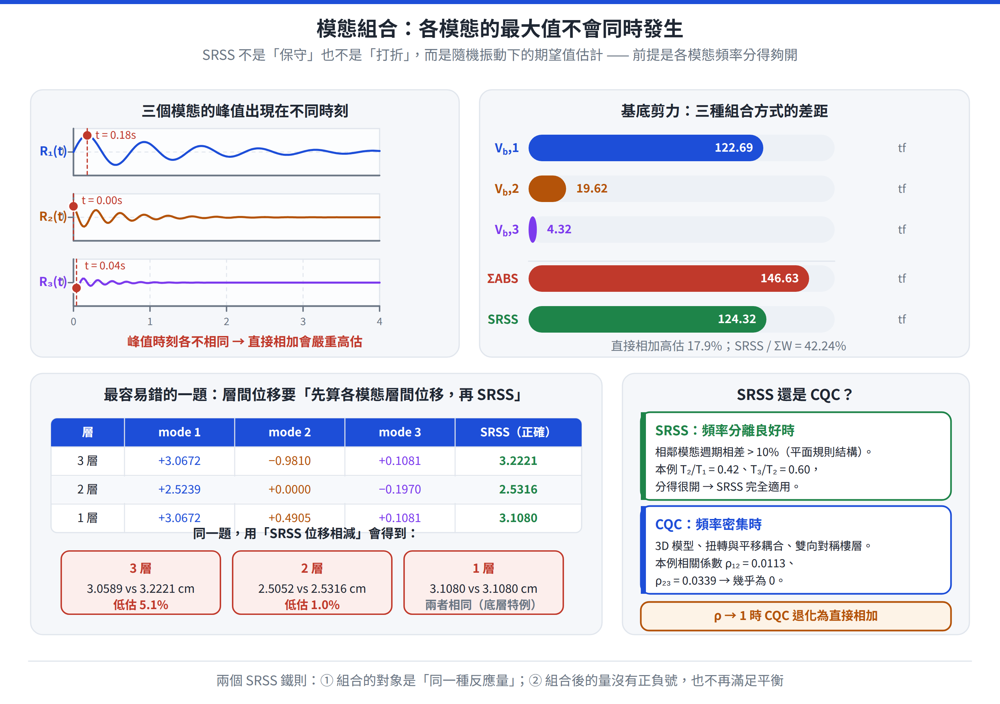 模態組合：各模態的最大值不會同時發生
SRSS 不是「保守」也不是「打折」，而是隨機振動下的期望值估計 —— 前提是各模態頻率分得夠開
三個模態的峰值出現在不同時刻
t = 0.18s
R₁(t)
0
t = 0.00s
R₂(t)
0
t = 0.04s
R₃(t)
0
0 1 2 3 4
峰值時刻各不相同 → 直接相加會嚴重高估
基底剪力：三種組合方式的差距
V_b,1 122.69 tf
V_b,2 19.62 tf
V_b,3 4.32 tf
ΣABS 146.63 tf
SRSS 124.32 tf
直接相加高估 17.9%；SRSS / ΣW = 42.24%
最容易錯的一題：層間位移要「先算各模態層間位移，再 SRSS」
層 mode 1 mode 2 mode 3 SRSS（正確）
3 層 +3.0672 −0.9810 +0.1081 3.2221
2 層 +2.5239 +0.0000 −0.1970 2.5316
1 層 +3.0672 +0.4905 +0.1081 3.1080
同一題，用「SRSS 位移相減」會得到：
3 層
3.0589 vs 3.2221 cm
低估 5.1%
2 層
2.5052 vs 2.5316 cm
低估 1.0%
1 層
3.1080 vs 3.1080 cm
兩者相同（底層特例）
SRSS 還是 CQC？
SRSS：頻率分離良好時
相鄰模態週期相差 > 10%（平面規則結構）。
本例 T₂/T₁ = 0.42、T₃/T₂ = 0.60，
分得很開 → SRSS 完全適用。
CQC：頻率密集時
3D 模型、扭轉與平移耦合、雙向對稱樓層。
本例相關係數 ρ₁₂ = 0.0113、
ρ₂₃ = 0.0339 → 幾乎為 0。
ρ → 1 時 CQC 退化為直接相加
兩個 SRSS 鐵則：① 組合的對象是「同一種反應量」；② 組合後的量沒有正負號，也不再滿足平衡